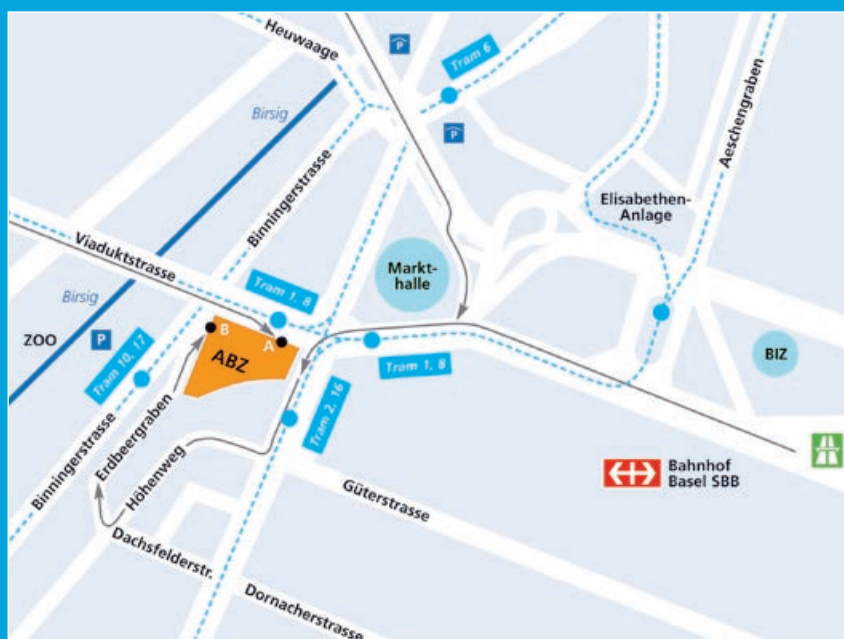 Heuwaage
P
Tram 6
Birsig
P
Aeschengraben
Binningerstrasse
Elisabethen-
Anlage
Viaduktstrasse
Markt-
halle
Birsig
Tram 1, 8
ZOO
P
B
A
ABZ
Tram 10, 17
Tram 1, 8
BIZ
Tram 2, 16
Erdbeergraben
Binningerstrasse
Höhenweg
Bahnhof
Basel SBB
Güterstrasse
Dachsfelderstr.
Dornacherstrasse